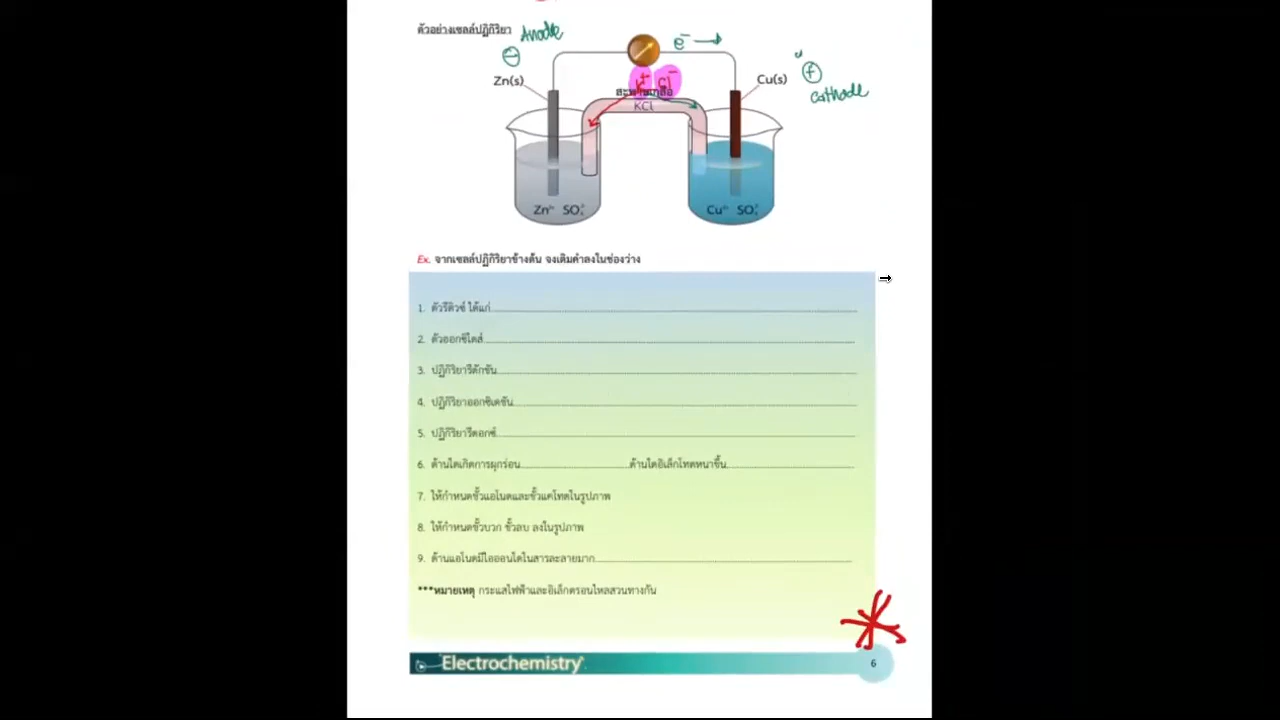 ตัวอย่างเซลล์ปฏิกิริยา
Anode
e⁻
Zn(s)
K⁺ Cl⁻
Cu(s)
+
สะพานเกลือ
Cathode
KCl
Zn²⁺ SO₄²⁻
Cu²⁺ SO₄²⁻
Ex. จากเซลล์ปฏิกิริยาข้างต้น จงเติมคำลงในช่องว่าง
1. ตัวรีดิวซ์ ได้แก่
2. ตัวออกซิไดส์
3. ปฏิกิริยารีดักชัน
4. ปฏิกิริยาออกซิเดชัน
5. ปฏิกิริยารีดอกซ์
6. ด้านใดเกิดการผุกร่อน ด้านใดอิเล็กโทดหนาขึ้น
7. ให้กำหนดขั้วแอโนดและขั้วแคโทดในรูปภาพ
8. ให้กำหนดขั้วบวก ขั้วลบ ลงในรูปภาพ
9. ด้านแอโนดมีไอออนใดในสารละลายมาก
***หมายเหตุ กระแสไฟฟ้าและอิเล็กตรอนไหลสวนทางกัน
Electrochemistry
6